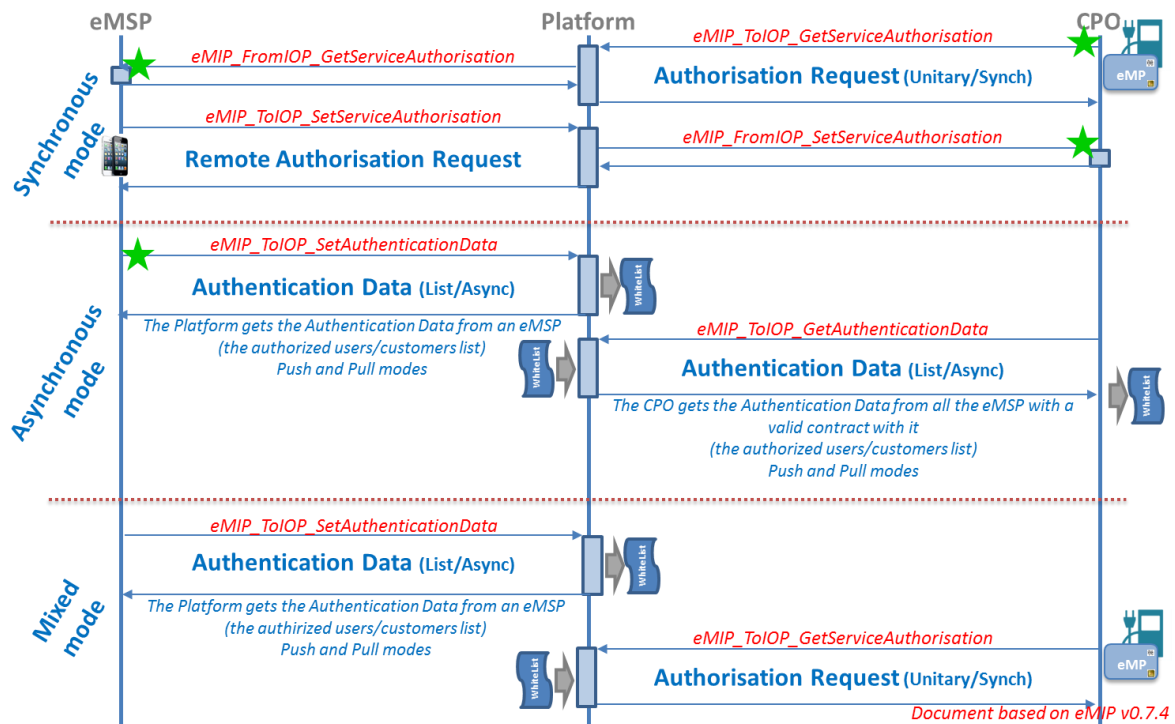 eMSP
Platform
CPO
Synchronous
mode
eMIP_ToIOP_GetServiceAuthorisation
eMIP_FromIOP_GetServiceAuthorisation
Authorisation Request (Unitary/Synch)
eMP
eMIP_ToIOP_SetServiceAuthorisation
eMIP_FromIOP_SetServiceAuthorisation
Remote Authorisation Request
Asynchronous
mode
eMIP_ToIOP_SetAuthenticationData
Authentication Data (List/Async)
WhiteList
The Platform gets the Authentication Data from an eMSP
(the authorized users/customers list)
Push and Pull modes
eMIP_ToIOP_GetAuthenticationData
WhiteList
Authentication Data (List/Async)
WhiteList
The CPO gets the Authentication Data from all the eMSP with a
valid contract with it
(the authorized users/customers list)
Push and Pull modes
Mixed
mode
eMIP_ToIOP_SetAuthenticationData
Authentication Data (List/Async)
WhiteList
The Platform gets the Authentication Data from an eMSP
(the authirized users/customers list)
Push and Pull modes
eMIP_ToIOP_GetServiceAuthorisation
eMP
WhiteList
Authorisation Request (Unitary/Synch)
Document based on eMIP v0.7.4